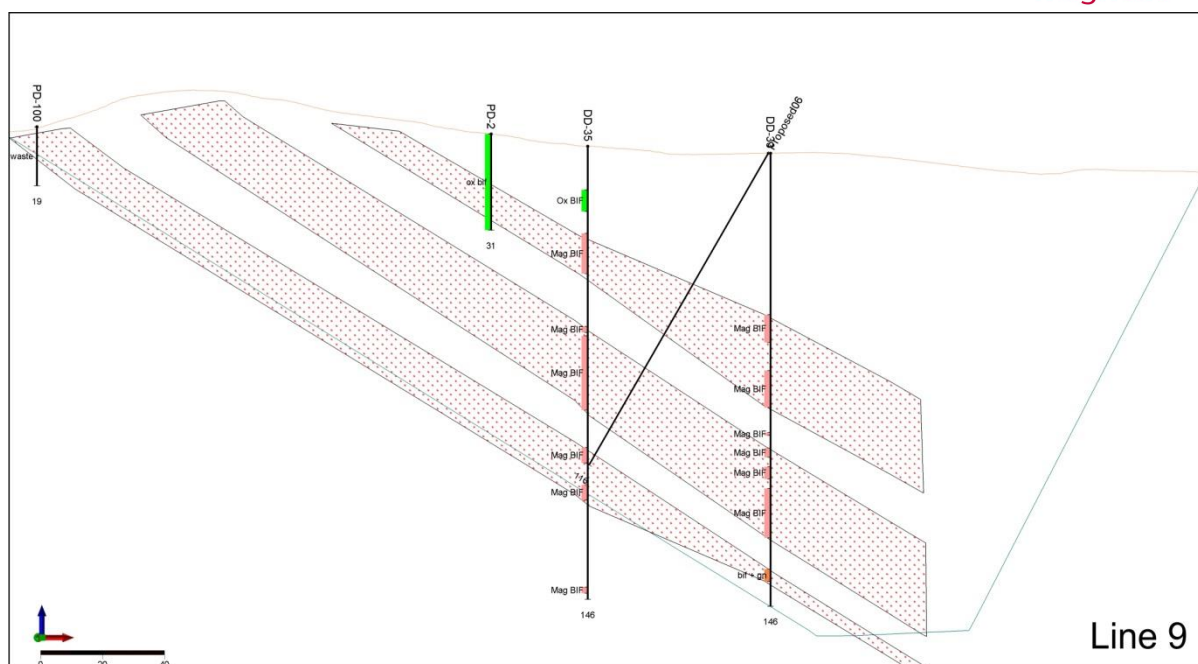 PD-100
waste
19
PD-2
ox bif
31
DD-35
Ox BIF
Mag BIF
Mag BIF
Mag BIF
Mag BIF
116
Mag BIF
Mag BIF
146
Proposed06
Mag BIF
Mag BIF
Mag BIF
Mag BIF
Mag BIF
Mag BIF
bif + gn
146
0
20
40
Line 9